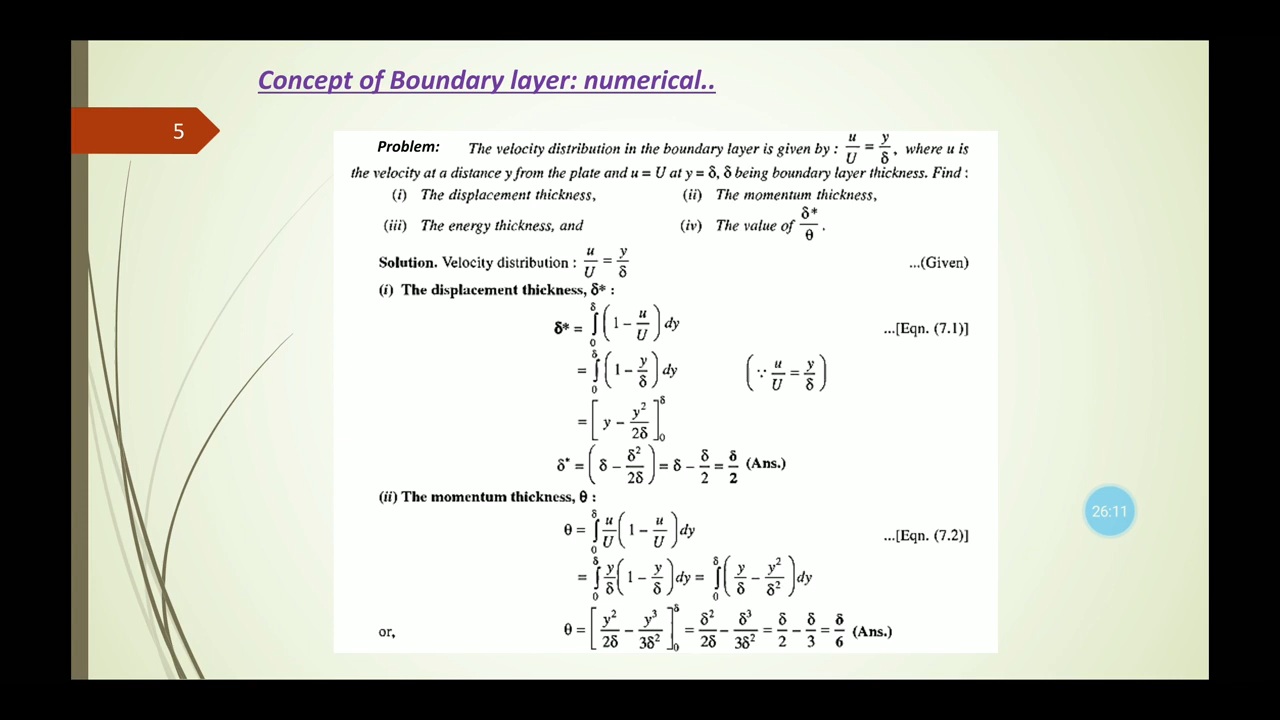 Concept of Boundary layer: numerical..
5
Problem: The velocity distribution in the boundary layer is given by : u/U = y/δ, where u is
the velocity at a distance y from the plate and u = U at y = δ, δ being boundary layer thickness. Find :
(i) The displacement thickness, (ii) The momentum thickness,
(iii) The energy thickness, and (iv) The value of δ*/θ.
Solution. Velocity distribution : u/U = y/δ ...(Given)
(i) The displacement thickness, δ* :
δ* = ∫₀^δ (1 – u/U) dy ...[Eqn. (7.1)]
= ∫₀^δ (1 – y/δ) dy (∵ u/U = y/δ)
= [y – y²/2δ]₀^δ
δ* = (δ – δ²/2δ) = δ – δ/2 = δ/2 (Ans.)
(ii) The momentum thickness, θ :
θ = ∫₀^δ u/U (1 – u/U) dy ...[Eqn. (7.2)]
26:11
= ∫₀^δ y/δ (1 – y/δ) dy = ∫₀^δ (y/δ – y²/δ²) dy
or, θ = [y²/2δ – y³/3δ²]₀^δ = δ²/2δ – δ³/3δ² = δ/2 – δ/3 = δ/6 (Ans.)